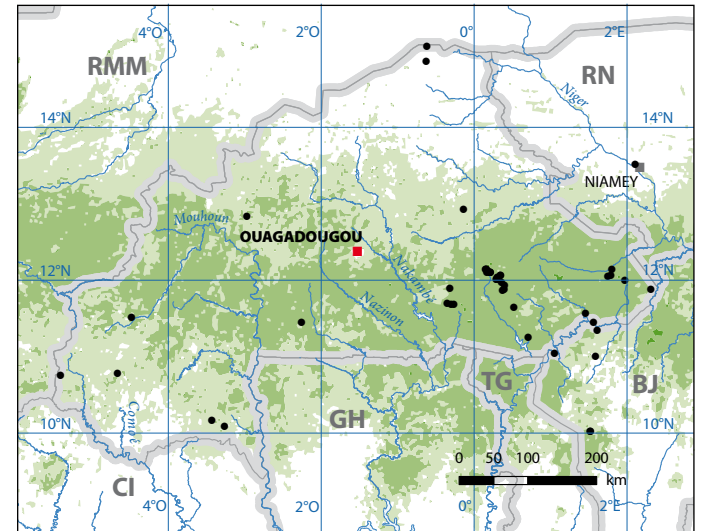 4°O
2°O
0°
2°E
RMM
RN
Niger
14°N
14°N
NIAMEY
Mouhoun
OUAGADOUGOU
Nakambe
12°N
12°N
Nazinon
TG
BJ
GH
Comoé
10°N
10°N
0 50 100 200
km
CI
4°O
2°O
0°
2°E